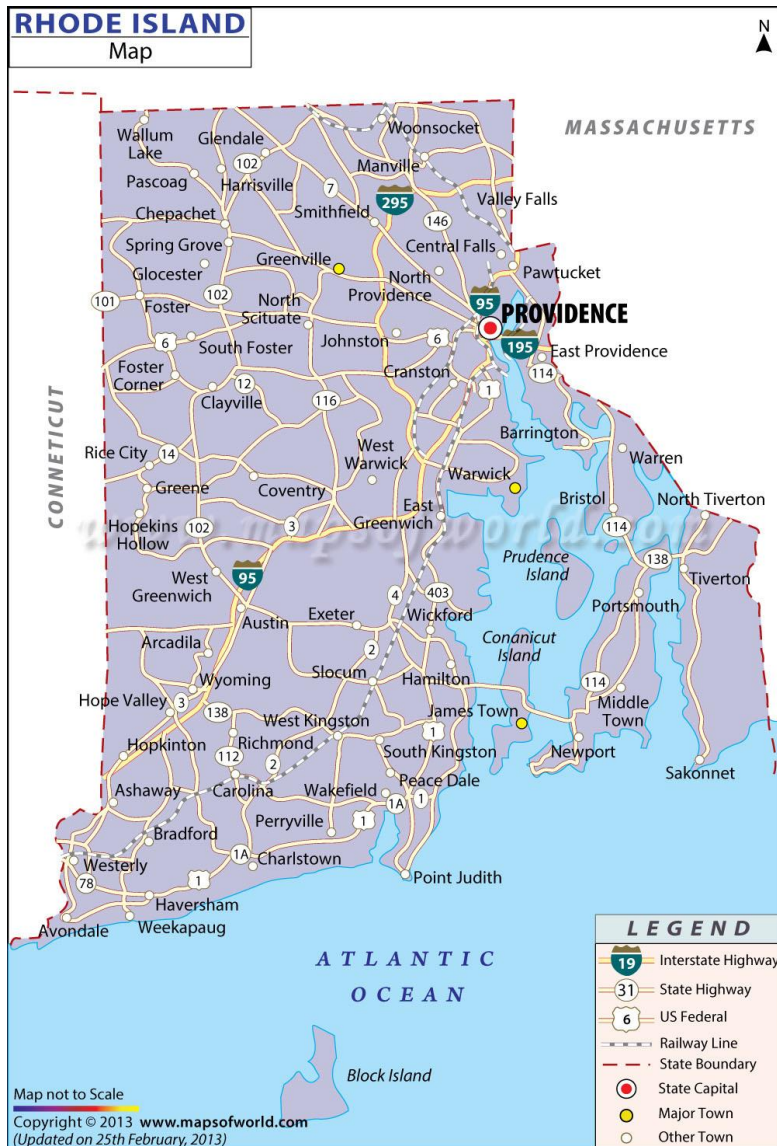 RHODE ISLAND
Map
N
MASSACHUSETTS
CONNETICUT
Wallum
Lake
Glendale
Woonsocket
102
Manville
Pascoag
Harrisville
7
295
Valley Falls
Chepachet
Smithfield
146
Spring Grove
Central Falls
Greenville
Glocester
North
Providence
Pawtucket
101
Foster
102
North
Scituate
95
PROVIDENCE
6
South Foster
Johnston
6
195
East Providence
Foster
Corner
Cranston
114
12
Clayville
116
1
Barrington
Rice City
14
West
Warwick
Warren
Warwick
Greene
Coventry
East
Greenwich
Bristol
North Tiverton
Hopekins
Hollow
102
3
114
www.mapsofworld.com
Prudence
Island
138
West
Greenwich
95
Tiverton
4
403
Portsmouth
Austin
Exeter
Wickford
Arcadila
2
Conanicut
Island
Wyoming
Slocum
Hamilton
114
Hope Valley
3
138
West Kingston
James Town
Middle
Town
Richmond
1
Hopkinton
112
2
South Kingston
Newport
Peace Dale
Sakonnet
Ashaway
Carolina
Wakefield
1A
1
Perryville
1
Bradford
1A
Charlstown
Westerly
78
1
Point Judith
Haversham
Avondale
Weekapaug
ATLANTIC
OCEAN
Block Island
LEGEND
19 Interstate Highway
31 State Highway
6 US Federal
Railway Line
State Boundary
State Capital
Major Town
Other Town
Map not to Scale
Copyright © 2013 www.mapsofworld.com
(Updated on 25th February, 2013)